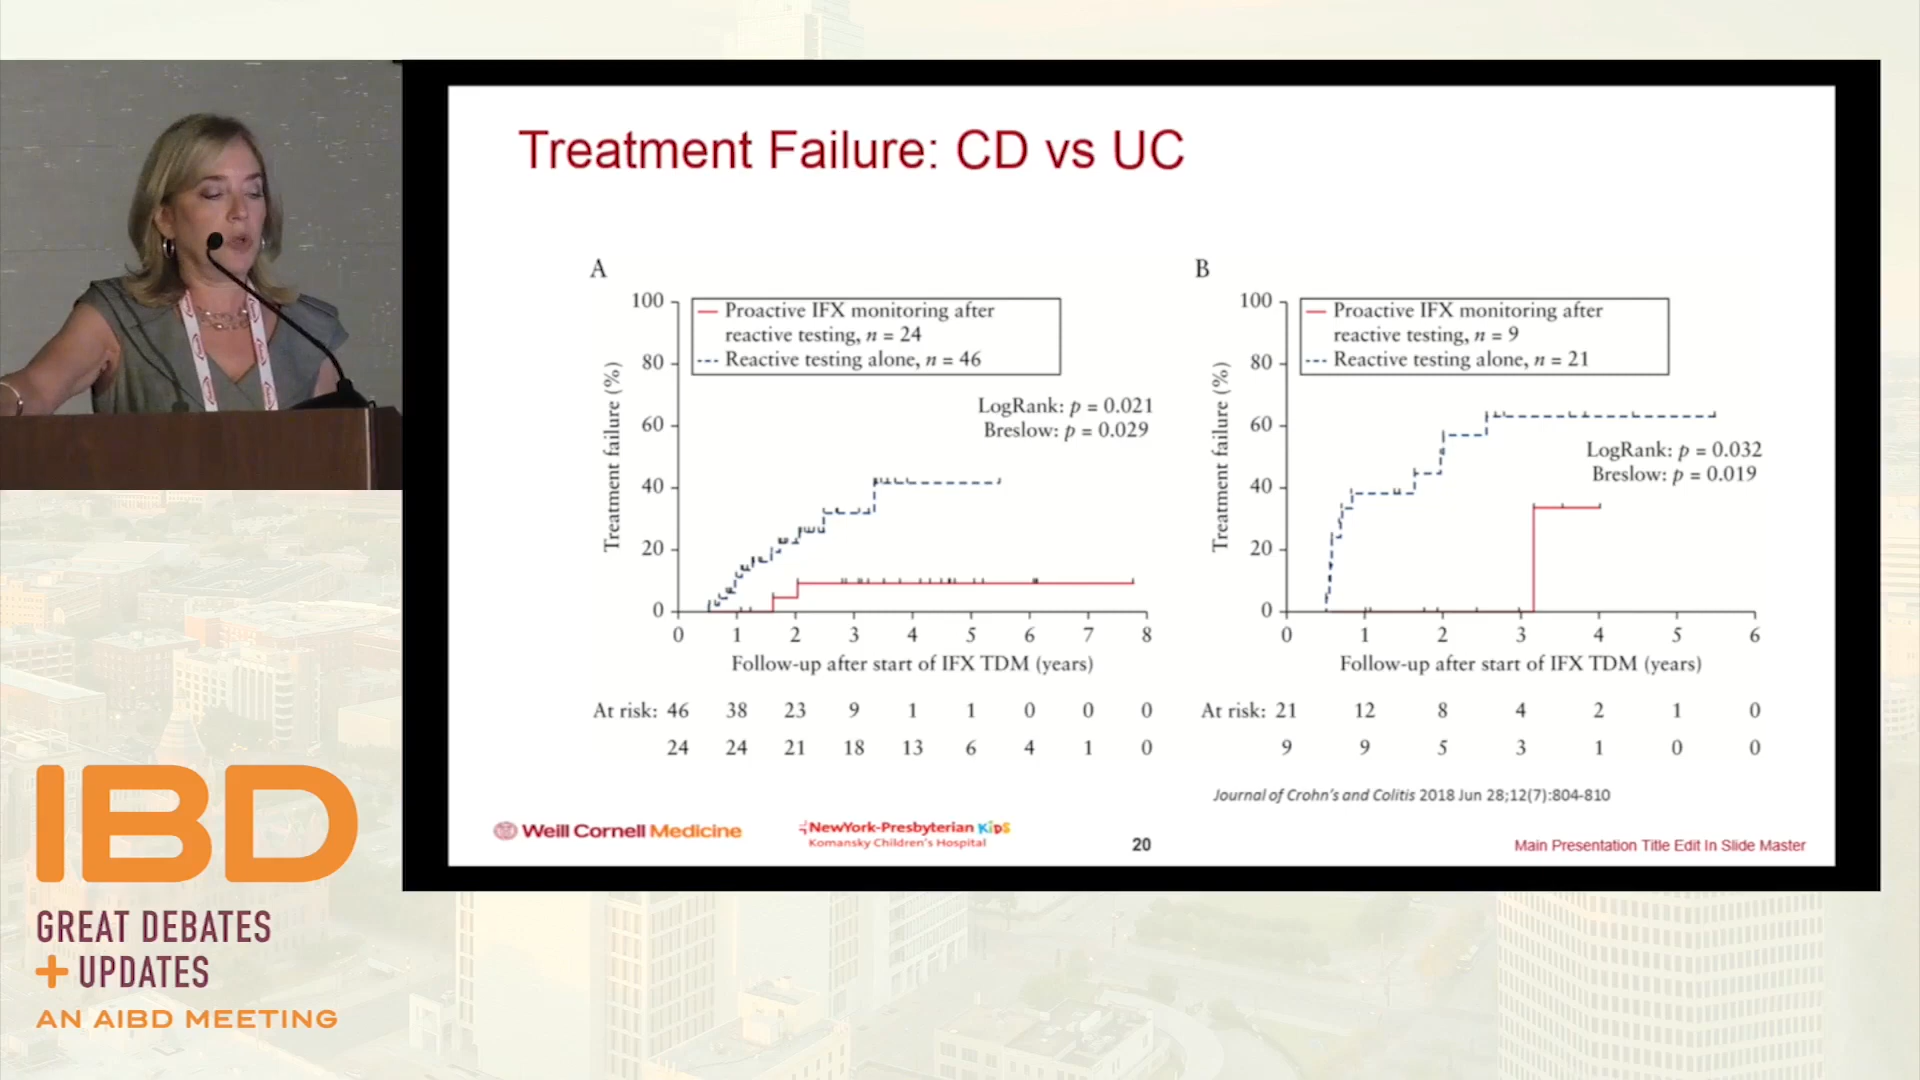 Treatment Failure: CD vs UC
A
100
80
60
40
20
0
Treatment failure (%)
Proactive IFX monitoring after
reactive testing, n = 24
Reactive testing alone, n = 46
LogRank: p = 0.021
Breslow: p = 0.029
0 1 2 3 4 5 6 7 8
Follow-up after start of IFX TDM (years)
At risk: 46 38 23 9 1 1 0 0 0
24 24 21 18 13 6 4 1 0
B
100
80
60
40
20
0
Treatment failure (%)
Proactive IFX monitoring after
reactive testing, n = 9
Reactive testing alone, n = 21
LogRank: p = 0.032
Breslow: p = 0.019
0 1 2 3 4 5 6
Follow-up after start of IFX TDM (years)
At risk: 21 12 8 4 2 1 0
9 9 5 3 1 0 0
Journal of Crohn's and Colitis 2018 Jun 28;12(7):804-810
Weill Cornell Medicine
NewYork-Presbyterian KiDS
Komansky Children's Hospital
20
Main Presentation Title Edit In Slide Master
IBD
GREAT DEBATES
+ UPDATES
AN AIBD MEETING